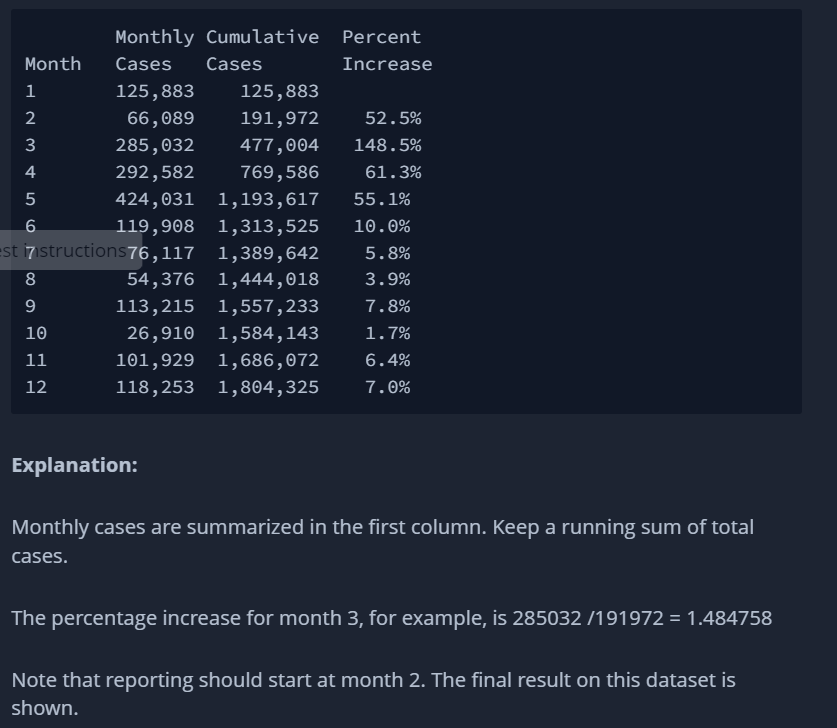 Monthly Cumulative Percent
Month Cases Cases Increase
1 125,883 125,883
2 66,089 191,972 52.5%
3 285,032 477,004 148.5%
4 292,582 769,586 61.3%
5 424,031 1,193,617 55.1%
6 119,908 1,313,525 10.0%
est instructions
7 76,117 1,389,642 5.8%
8 54,376 1,444,018 3.9%
9 113,215 1,557,233 7.8%
10 26,910 1,584,143 1.7%
11 101,929 1,686,072 6.4%
12 118,253 1,804,325 7.0%
Explanation:
Monthly cases are summarized in the first column. Keep a running sum of total
cases.
The percentage increase for month 3, for example, is 285032 /191972 = 1.484758
Note that reporting should start at month 2. The final result on this dataset is
shown.